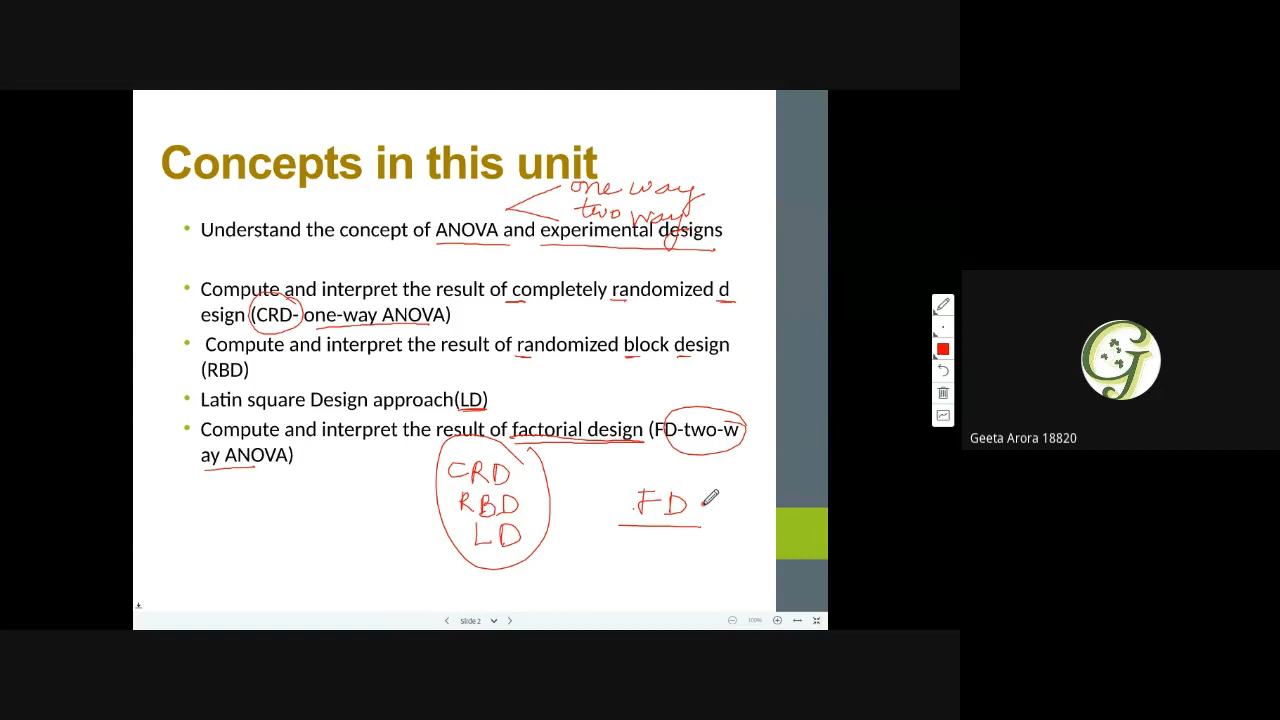 Concepts in this unit
one way
two way
• Understand the concept of ANOVA and experimental designs
• Compute and interpret the result of completely randomized d
esign (CRD- one-way ANOVA)
• Compute and interpret the result of randomized block design
(RBD)
• Latin square Design approach(LD)
• Compute and interpret the result of factorial design (FD-two-w
ay ANOVA)
CRD
RBD
LD
FD
Slide 2
100%
G
Geeta Arora 18820